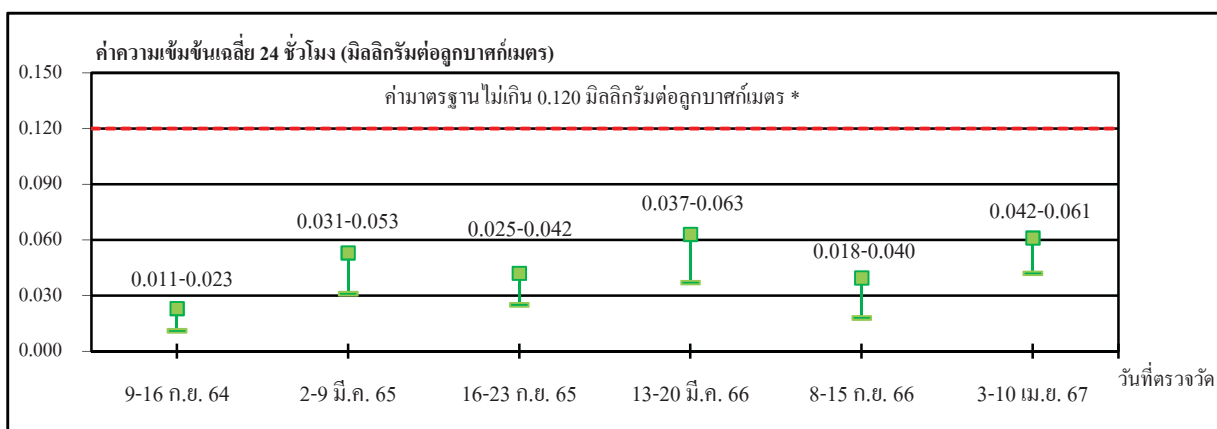 ค่าความเข้มข้นเฉลี่ย 24 ชั่วโมง (มิลลิกรัมต่อลูกบาศก์เมตร)
0.150
ค่ามาตรฐานไม่เกิน 0.120 มิลลิกรัมต่อลูกบาศก์เมตร *
0.120
0.090
0.060
0.030
0.000
0.011-0.023
0.031-0.053
0.025-0.042
0.037-0.063
0.018-0.040
0.042-0.061
9-16 ก.ย. 64
2-9 มี.ค. 65
16-23 ก.ย. 65
13-20 มี.ค. 66
8-15 ก.ย. 66
3-10 เม.ย. 67
วันที่ตรวจวัด